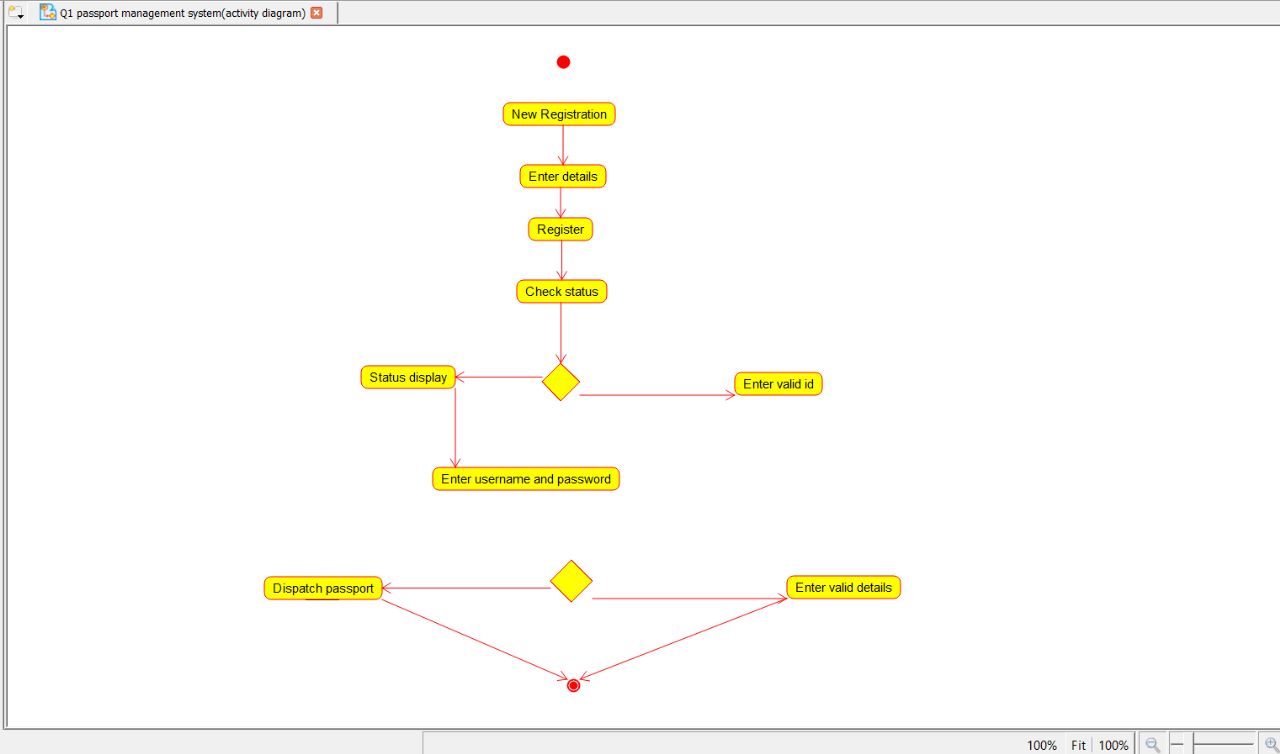 Q1 passport management system(activity diagram)
New Registration
Enter details
Register
Check status
Status display
Enter valid id
Enter username and password
Dispatch passport
Enter valid details
100% Fit 100%